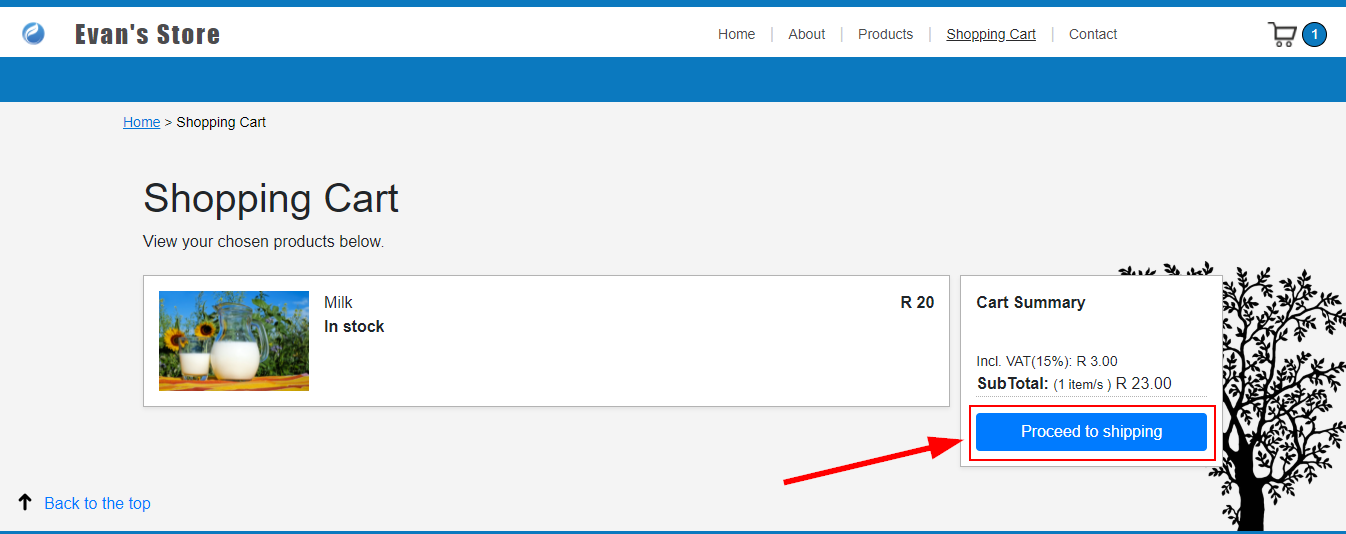 Evan's Store
Home | About | Products | Shopping Cart | Contact
1
Home > Shopping Cart
Shopping Cart
View your chosen products below.
Milk
R 20
In stock
Cart Summary
Incl. VAT(15%): R 3.00
SubTotal: (1 item/s ) R 23.00
Proceed to shipping
Back to the top